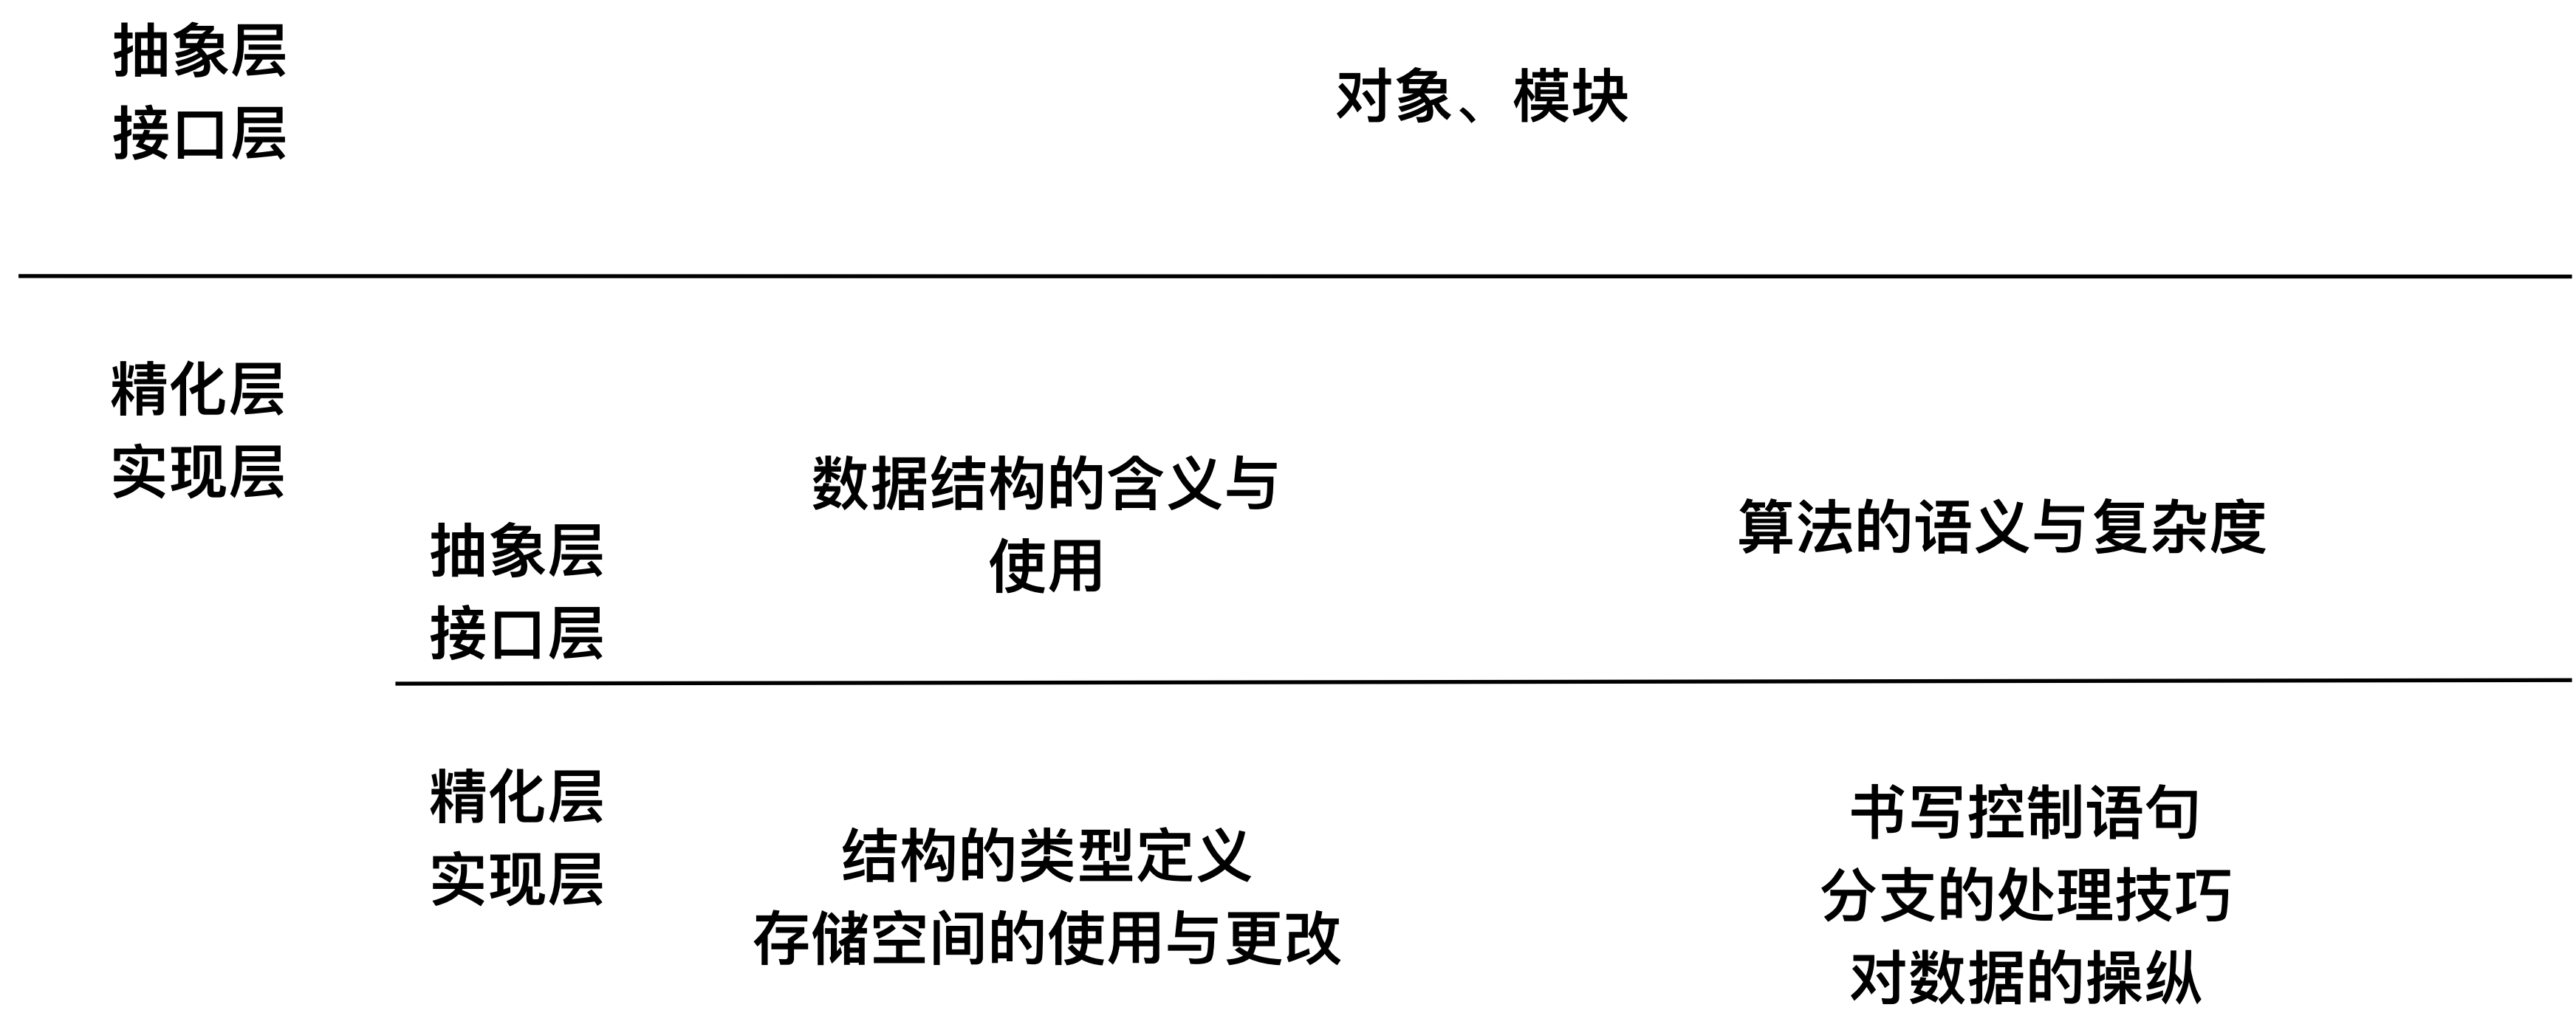 抽象层
接口层
对象、模块
精化层
实现层
抽象层
接口层
数据结构的含义与
使用
算法的语义与复杂度
精化层
实现层
结构的类型定义
存储空间的使用与更改
书写控制语句
分支的处理技巧
对数据的操纵